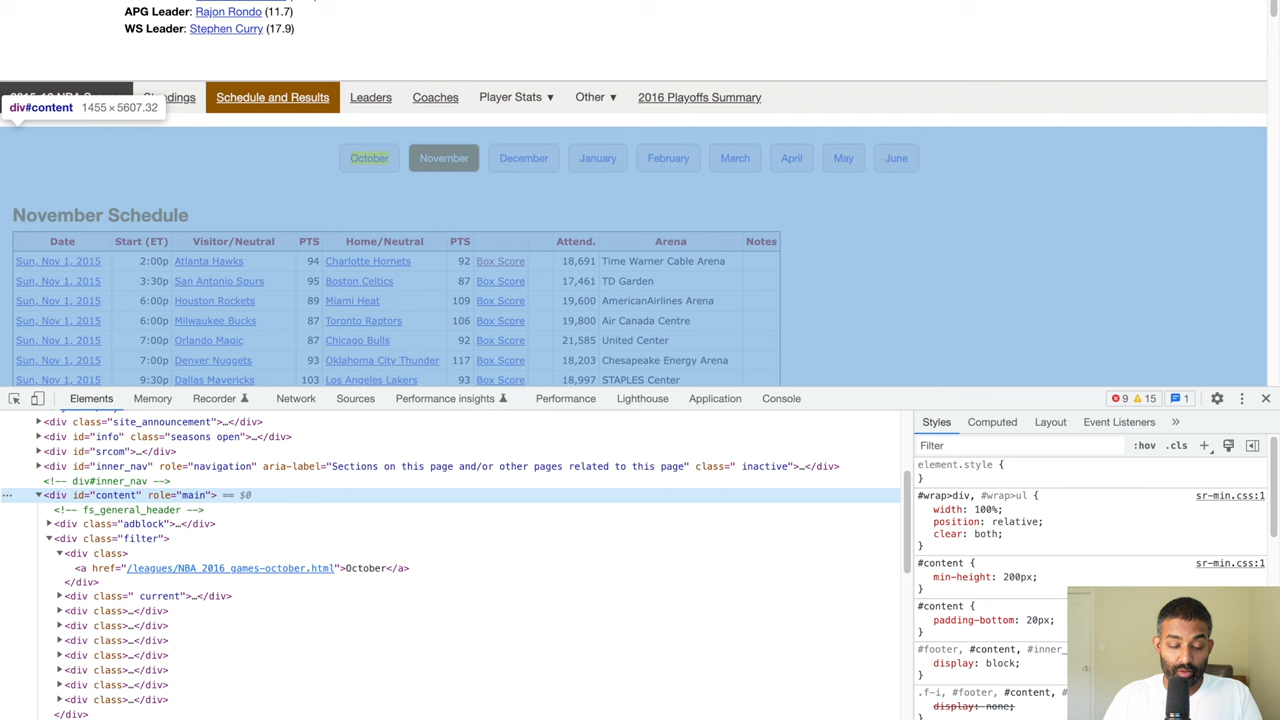 APG Leader: Rajon Rondo (11.7)
WS Leader: Stephen Curry (17.9)
Standings Schedule and Results Leaders Coaches Player Stats ▼ Other ▼ 2016 Playoffs Summary
div#content 1455 × 5607.32
October November December January February March April May June
November Schedule
Date Start (ET) Visitor/Neutral PTS Home/Neutral PTS Attend. Arena Notes
Sun, Nov 1, 2015 2:00p Atlanta Hawks 94 Charlotte Hornets 92 Box Score 18,691 Time Warner Cable Arena
Sun, Nov 1, 2015 3:30p San Antonio Spurs 95 Boston Celtics 87 Box Score 17,461 TD Garden
Sun, Nov 1, 2015 6:00p Houston Rockets 89 Miami Heat 109 Box Score 19,600 AmericanAirlines Arena
Sun, Nov 1, 2015 6:00p Milwaukee Bucks 87 Toronto Raptors 106 Box Score 19,800 Air Canada Centre
Sun, Nov 1, 2015 7:00p Orlando Magic 87 Chicago Bulls 92 Box Score 21,585 United Center
Sun, Nov 1, 2015 7:00p Denver Nuggets 93 Oklahoma City Thunder 117 Box Score 18,203 Chesapeake Energy Arena
Sun, Nov 1, 2015 9:30p Dallas Mavericks 103 Los Angeles Lakers 93 Box Score 18,997 STAPLES Center
Elements Memory Recorder Network Sources Performance insights Performance Lighthouse Application Console 9 15 1
<div class="site_announcement">…</div>
<div id="info" class="seasons open">…</div>
<div id="srcom">…</div>
<div id="inner_nav" role="navigation" aria-label="Sections on this page and/or other pages related to this page" class=" inactive">…</div>
<!-- div#inner_nav -->
… <div id="content" role="main"> == $0
<!-- fs_general_header -->
<div class="adblock">…</div>
<div class="filter">
<div class>
<a href="/leagues/NBA_2016_games-october.html">October</a>
</div>
<div class=" current">…</div>
<div class>…</div>
<div class>…</div>
<div class>…</div>
<div class>…</div>
<div class>…</div>
<div class>…</div>
<div class>…</div>
</div>
Styles Computed Layout Event Listeners »
Filter :hov .cls +
element.style {
}
#wrap>div, #wrap>ul { sr-min.css:1
width: 100%;
position: relative;
clear: both;
}
#content { sr-min.css:1
min-height: 200px;
}
#content {
padding-bottom: 20px;
}
#footer, #content, #inner_
display: block;
}
.f-i, #footer, #content, #
display: none;
}